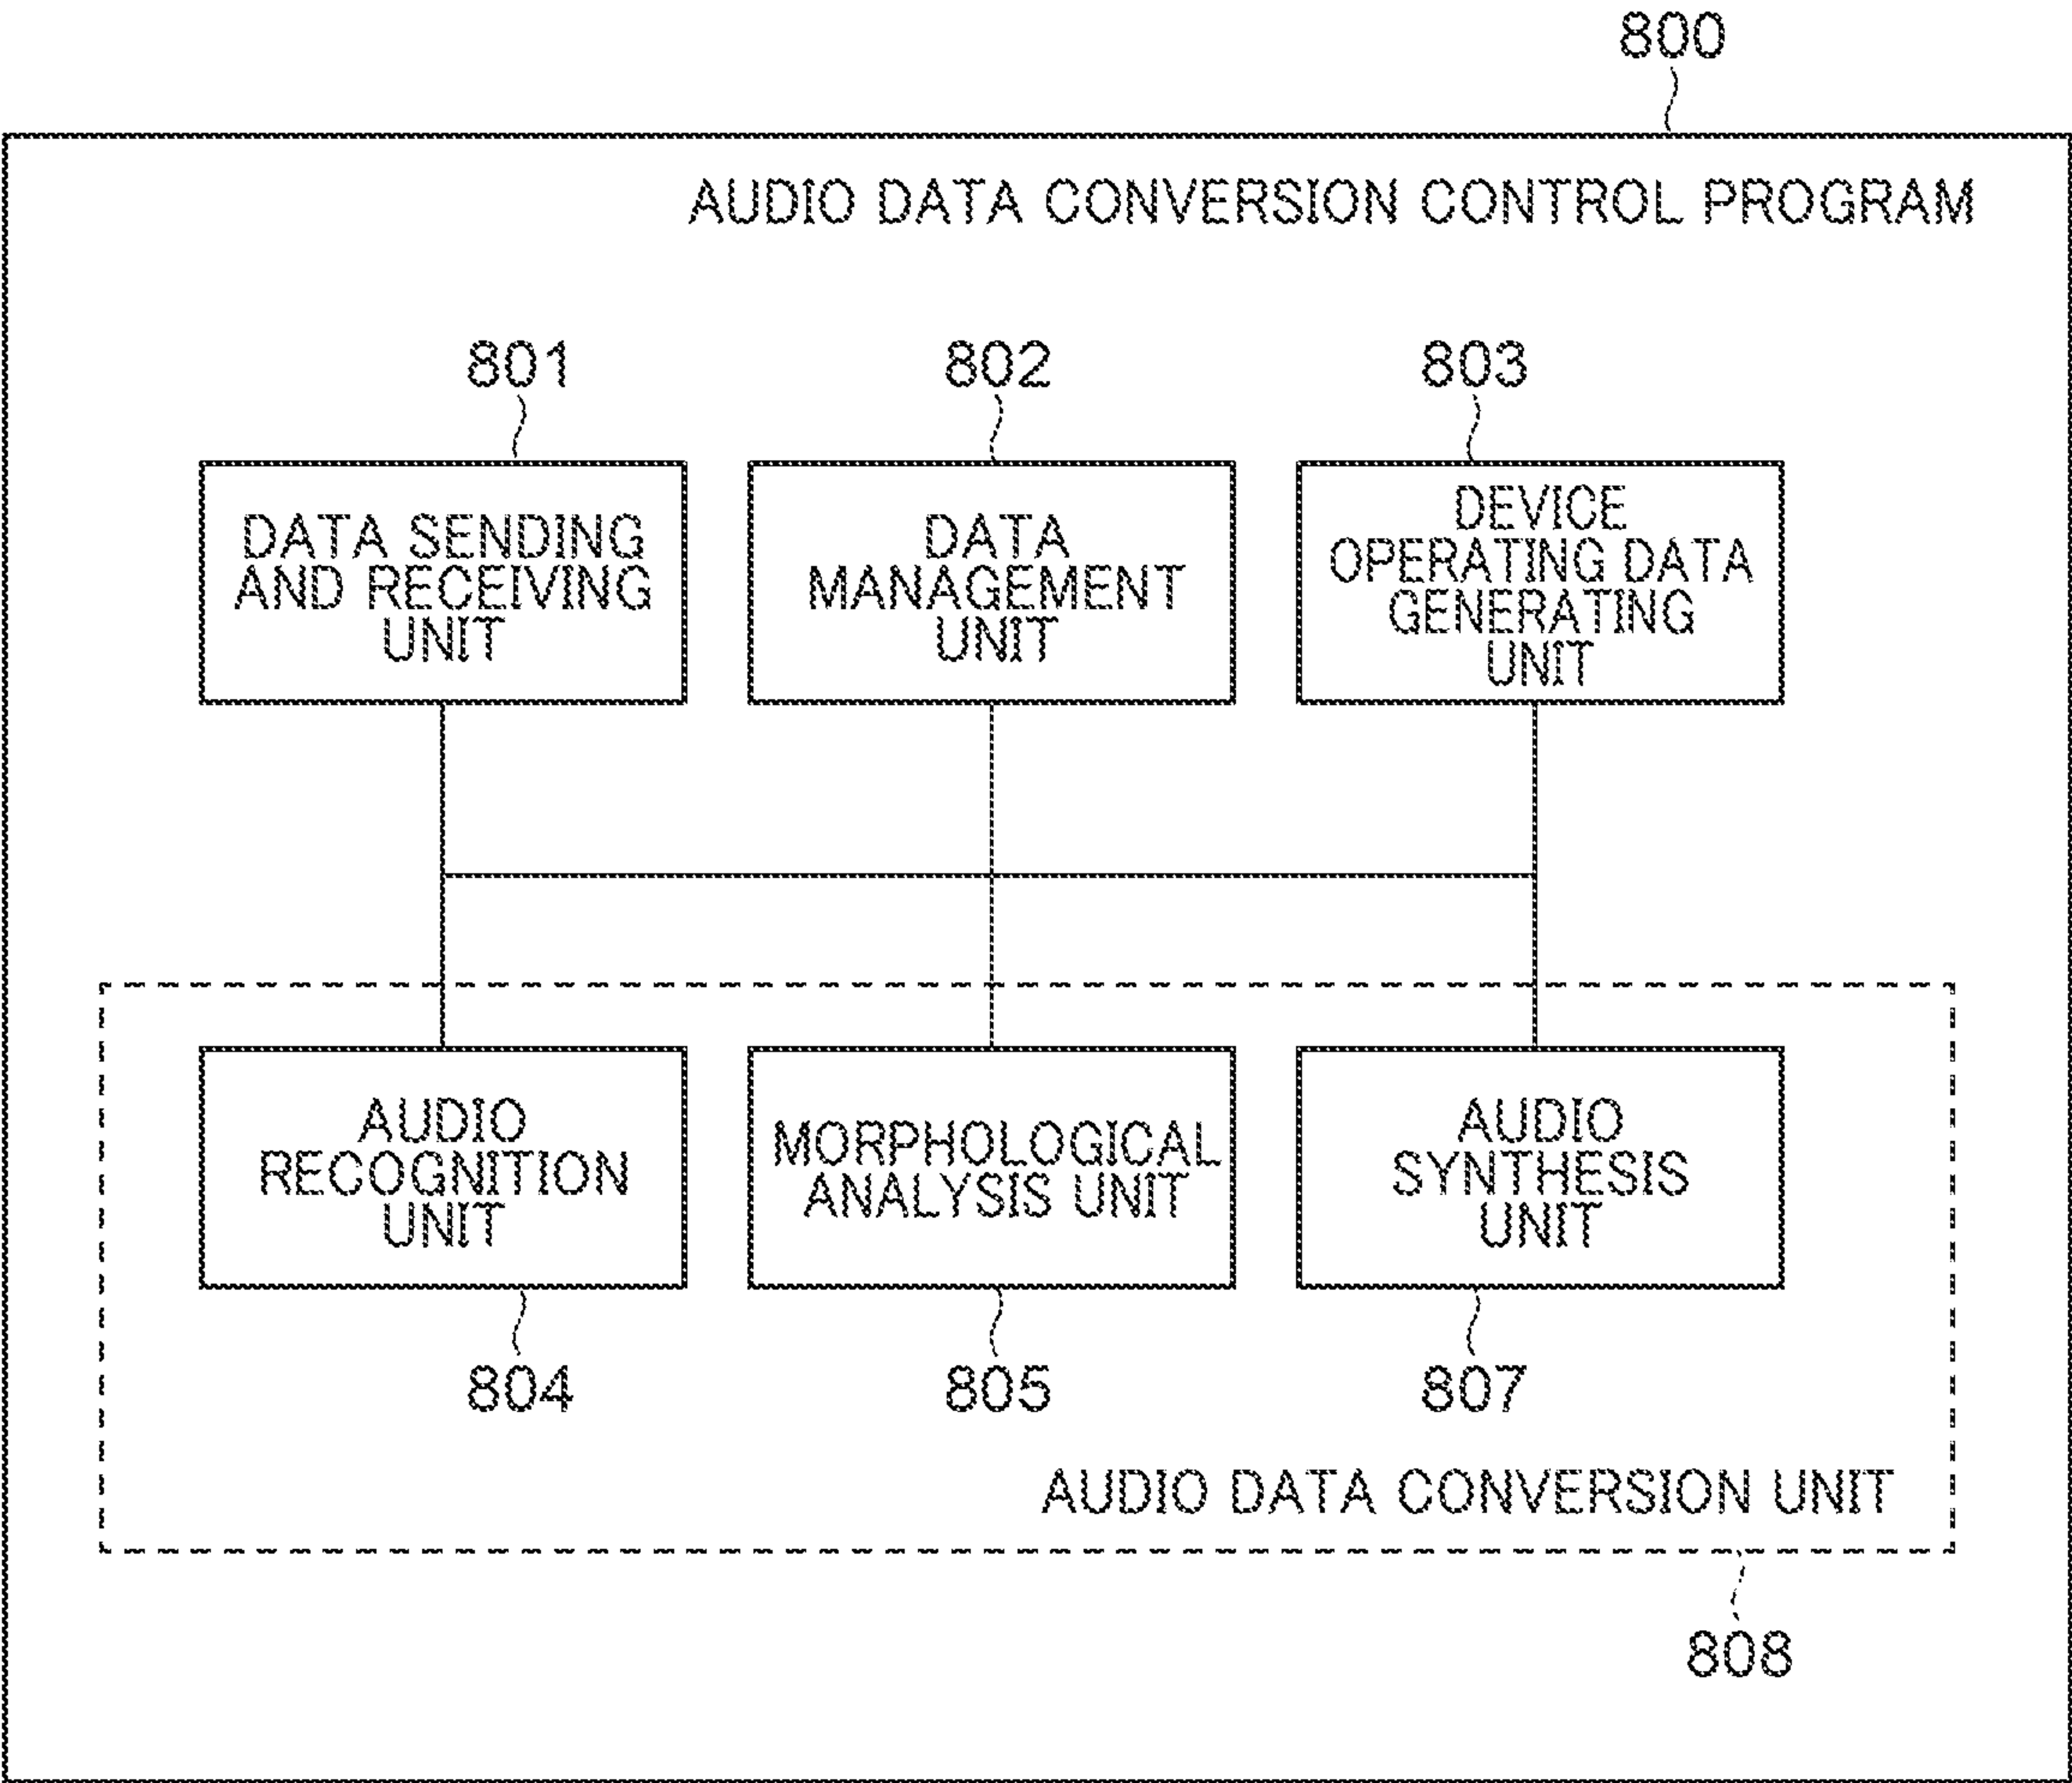 800
AUDIO DATA CONVERSION CONTROL PROGRAM
801
802
803
DATA SENDING
AND RECEIVING
UNIT
DATA
MANAGEMENT
UNIT
DEVICE
OPERATING DATA
GENERATING
UNIT
AUDIO
RECOGNITION
UNIT
MORPHOLOGICAL
ANALYSIS UNIT
AUDIO
SYNTHESIS
UNIT
804
805
807
AUDIO DATA CONVERSION UNIT
808